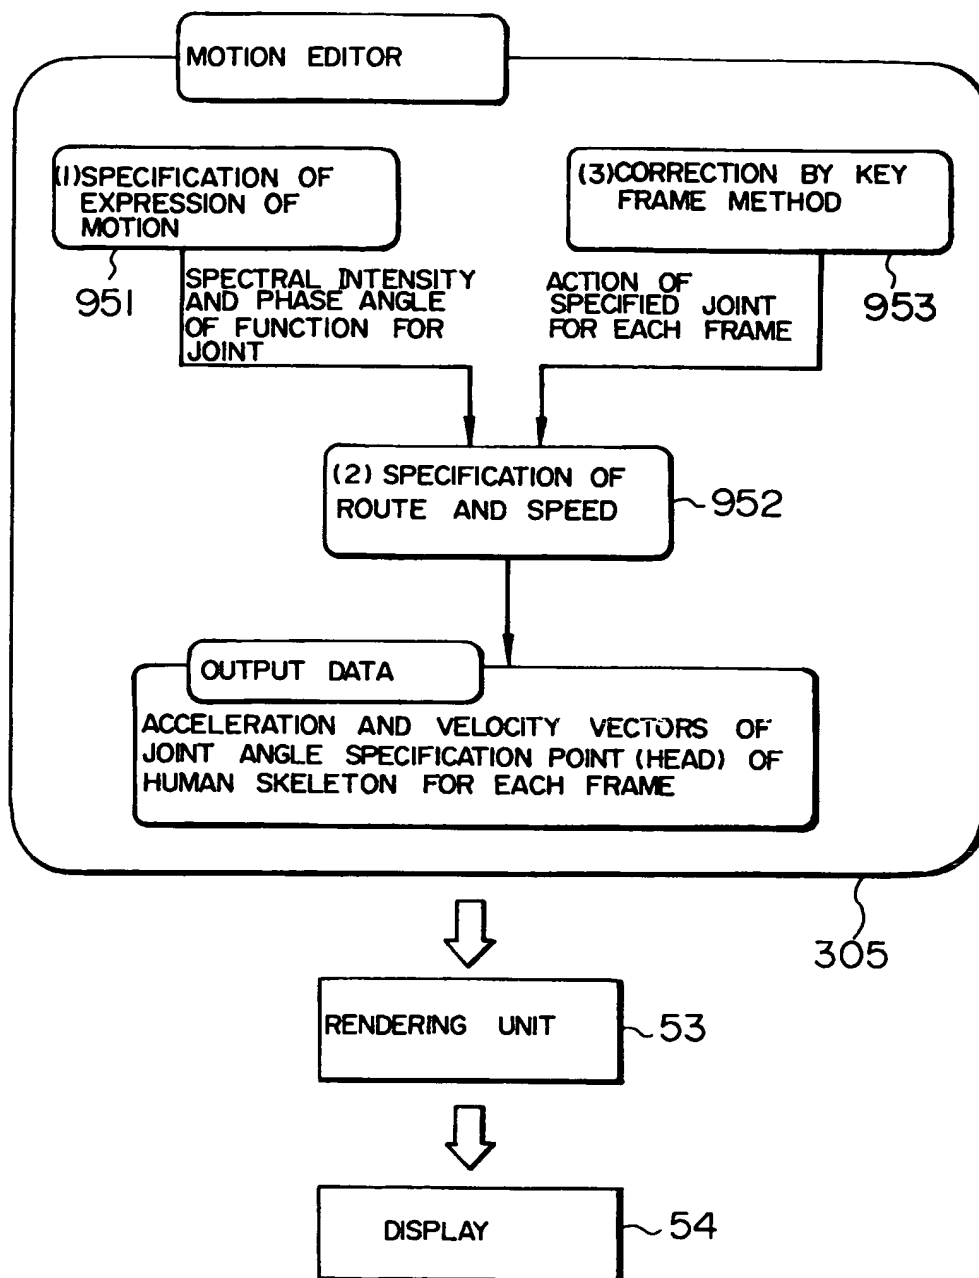 MOTION EDITOR
(1) SPECIFICATION OF
EXPRESSION OF
MOTION
951
(3) CORRECTION BY KEY
FRAME METHOD
953
SPECTRAL INTENSITY
AND PHASE ANGLE
OF FUNCTION FOR
JOINT
ACTION OF
SPECIFIED JOINT
FOR EACH FRAME
(2) SPECIFICATION OF
ROUTE AND SPEED
952
OUTPUT DATA
ACCELERATION AND VELOCITY VECTORS OF
JOINT ANGLE SPECIFICATION POINT (HEAD) OF
HUMAN SKELETON FOR EACH FRAME
305
RENDERING UNIT
53
DISPLAY
54